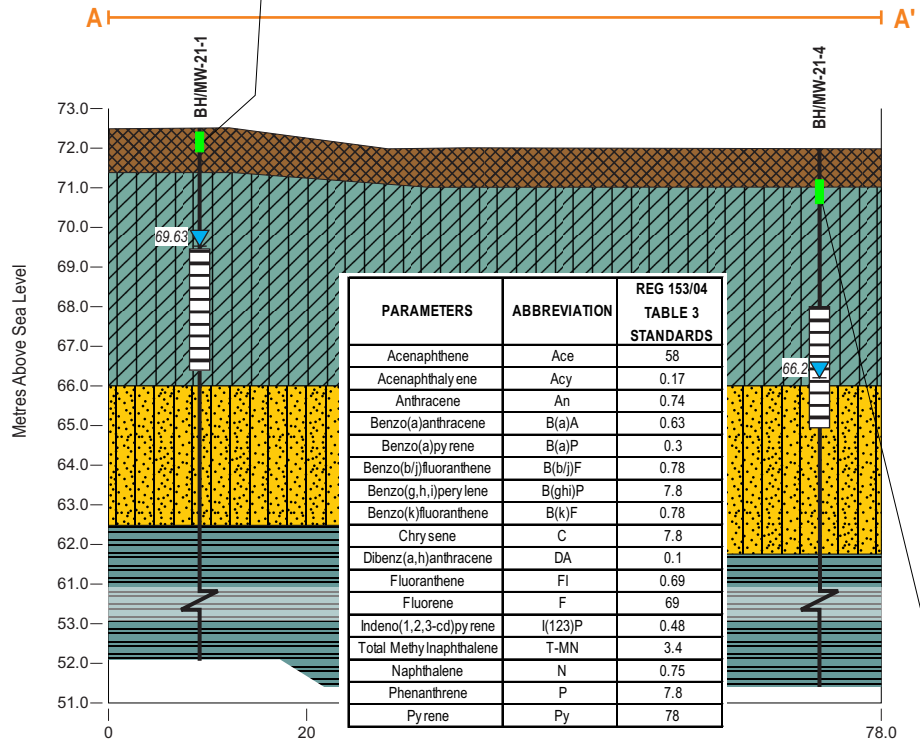 A A'
BH/MW-21-1
BH/MW-21-4
Metres Above Sea Level
73.0
72.0
71.0
70.0
69.0
68.0
67.0
66.0
65.0
64.0
63.0
62.0
61.0
53.0
52.0
51.0
69.63
66.2
PARAMETERS ABBREVIATION REG 153/04 TABLE 3 STANDARDS
Acenaphthene Ace 58
Acenaphthalyene Acy 0.17
Anthracene An 0.74
Benzo(a)anthracene B(a)A 0.63
Benzo(a)pyrene B(a)P 0.3
Benzo(b/j)fluoranthene B(b/j)F 0.78
Benzo(g,h,i)perylene B(ghi)P 7.8
Benzo(k)fluoranthene B(k)F 0.78
Chrysene C 7.8
Dibenz(a,h)anthracene DA 0.1
Fluoranthene Fl 0.69
Fluorene F 69
Indeno(1,2,3-cd)pyrene I(123)P 0.48
Total Methylnaphthalene T-MN 3.4
Naphthalene N 0.75
Phenanthrene P 7.8
Pyrene Py 78
0 20 78.0